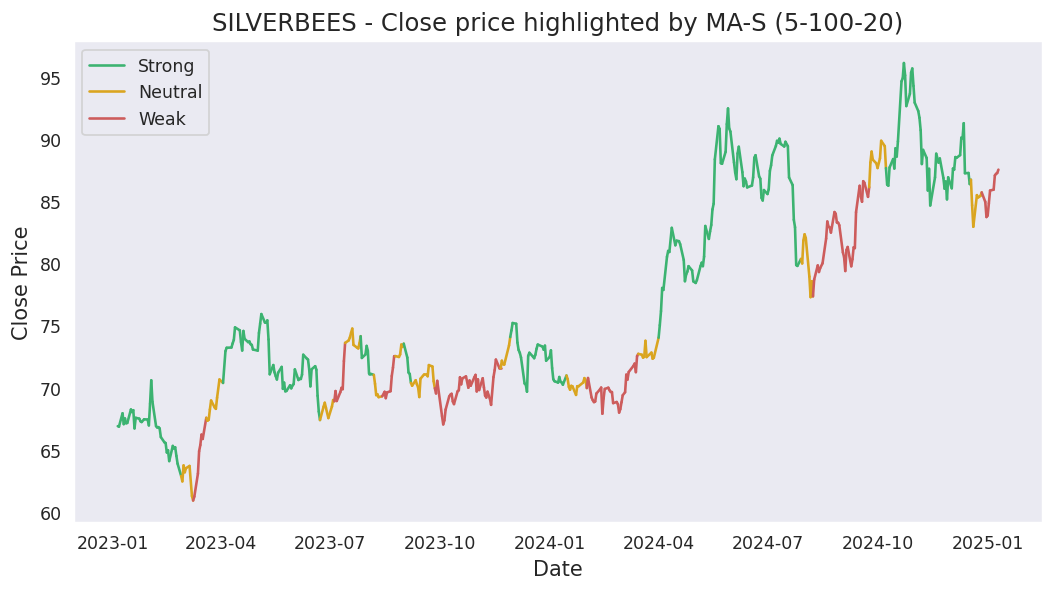 SILVERBEES - Close price highlighted by MA-S (5-100-20)
Strong
Neutral
Weak
Close Price
95
90
85
80
75
70
65
60
2023-01 2023-04 2023-07 2023-10 2024-01 2024-04 2024-07 2024-10 2025-01
Date